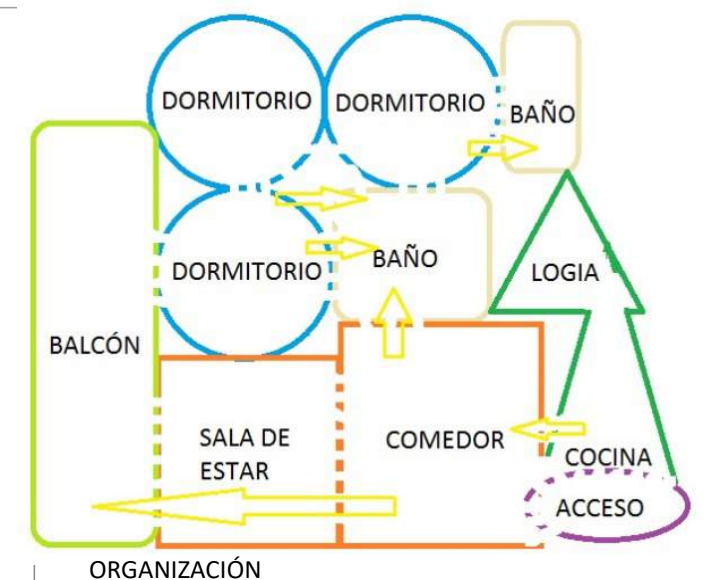 DORMITORIO
DORMITORIO
BAÑO
DORMITORIO
BAÑO
LOGIA
BALCÓN
SALA DE
ESTAR
COMEDOR
COCINA
ACCESO
ORGANIZACIÓN